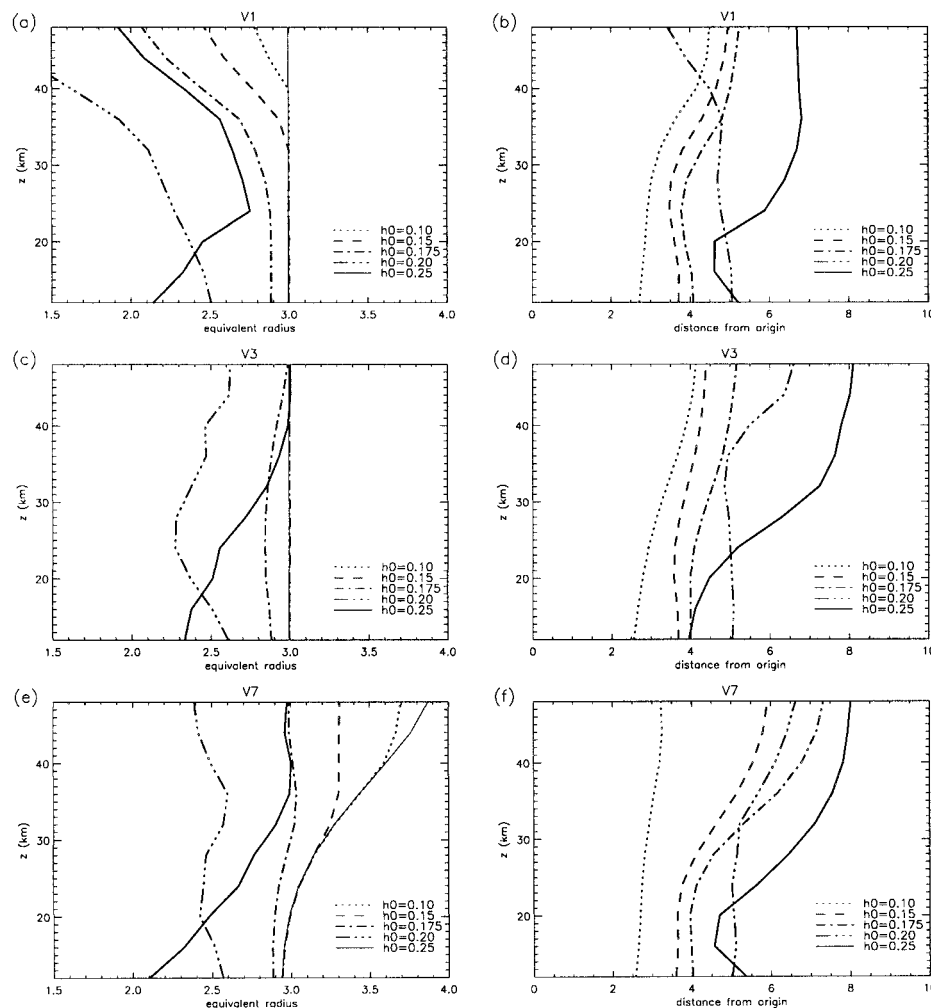 (a)
V1
z (km)
40
30
20
h0=0.10
h0=0.15
h0=0.175
h0=0.20
h0=0.25
1.5 2.0 2.5 3.0 3.5 4.0
equivalent radius
(b)
V1
z (km)
40
30
20
h0=0.10
h0=0.15
h0=0.175
h0=0.20
h0=0.25
0 2 4 6 8 10
distance from origin
(c)
V3
z (km)
40
30
20
h0=0.10
h0=0.15
h0=0.175
h0=0.20
h0=0.25
1.5 2.0 2.5 3.0 3.5 4.0
equivalent radius
(d)
V3
z (km)
40
30
20
h0=0.10
h0=0.15
h0=0.175
h0=0.20
h0=0.25
0 2 4 6 8 10
distance from origin
(e)
V7
z (km)
40
30
20
h0=0.10
h0=0.15
h0=0.175
h0=0.20
h0=0.25
1.5 2.0 2.5 3.0 3.5 4.0
equivalent radius
(f)
V7
z (km)
40
30
20
h0=0.10
h0=0.15
h0=0.175
h0=0.20
h0=0.25
0 2 4 6 8 10
distance from origin